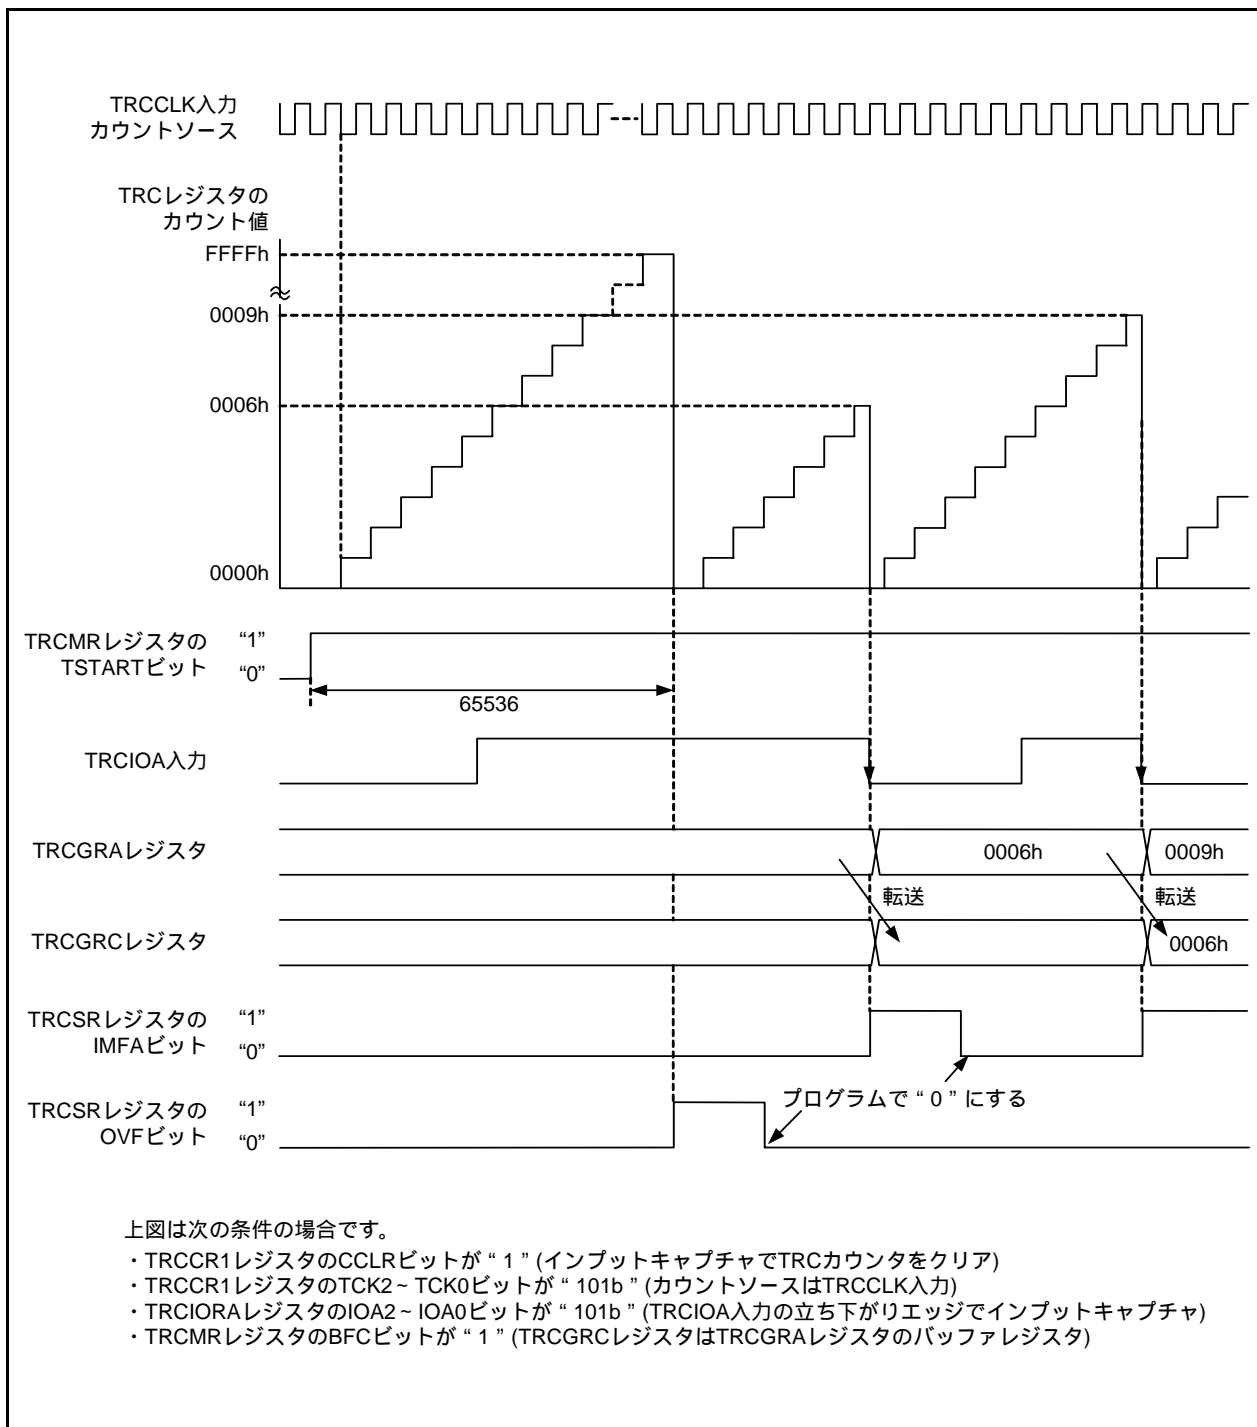 TRCCLK入力
カウントソース
TRCレジスタの
カウント値
FFFFh
0009h
0006h
0000h
TRCMRレジスタの “1”
TSTARTビット “0”
65536
TRCIOA入力
TRCGRAレジスタ 0006h 0009h
転送 転送
TRCGRCレジスタ 0006h
TRCSRレジスタの “1”
IMFAビット “0”
プログラムで“ 0 ”にする
TRCSRレジスタの “1”
OVFビット “0”
上図は次の条件の場合です。
・TRCCR1レジスタのCCLRビットが“ 1 ” (インプットキャプチャでTRCカウンタをクリア)
・TRCCR1レジスタのTCK2~TCK0ビットが“ 101b ” (カウントソースはTRCCLK入力)
・TRCIORAレジスタのIOA2~IOA0ビットが“ 101b ” (TRCIOA入力の立ち下がりエッジでインプットキャプチャ)
・TRCMRレジスタのBFCビットが“ 1 ” (TRCGRCレジスタはTRCGRAレジスタのバッファレジスタ)